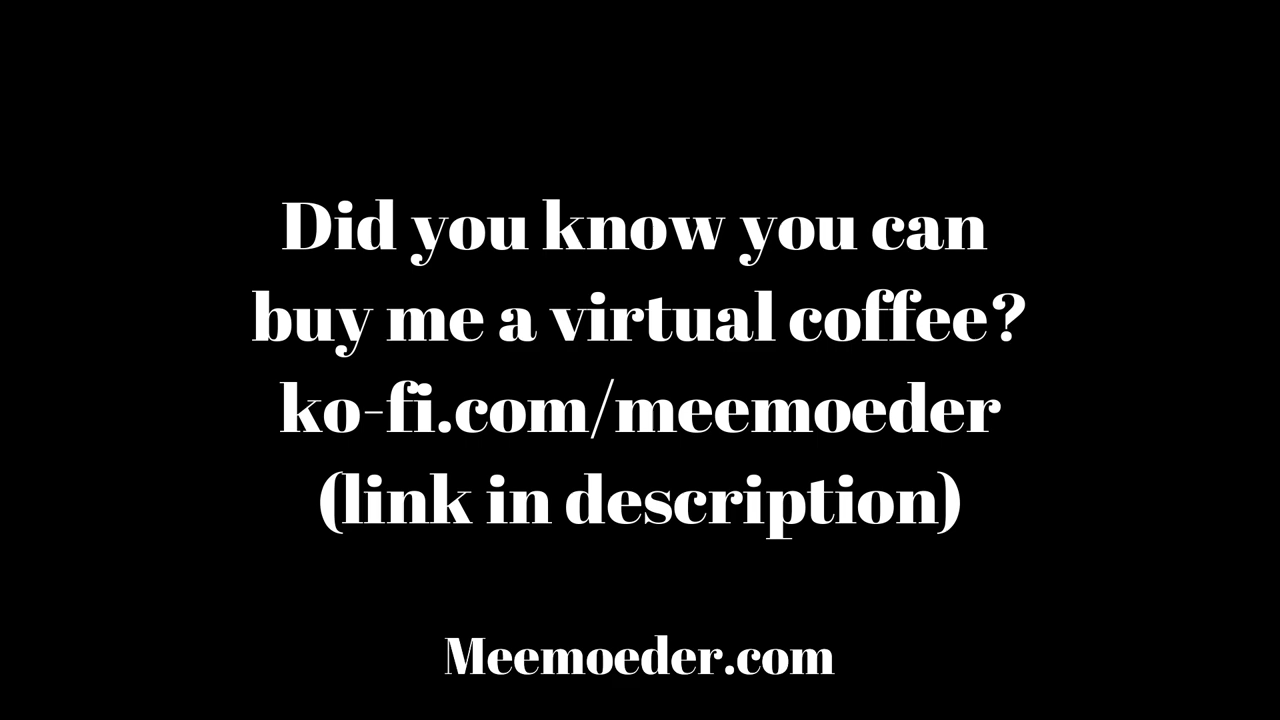 Did you know you can
buy me a virtual coffee?
ko-fi.com/meemoeder
(link in description)
Meemoeder.com